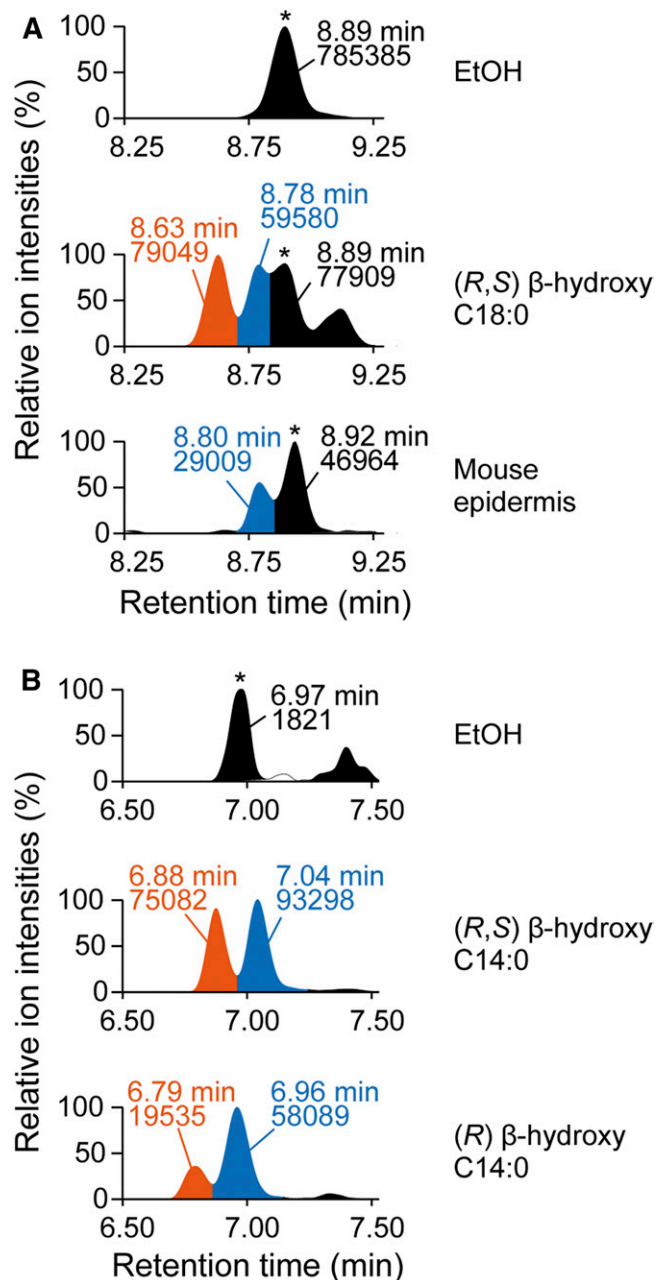 A
Relative ion intensities (%)
100
50
0
*
8.89 min
785385
8.25
8.75
9.25
EtOH
100
50
0
8.63 min
79049
8.78 min
59580
*
8.89 min
77909
8.25
8.75
9.25
(R,S) β-hydroxy
C18:0
100
50
0
8.80 min
29009
*
8.92 min
46964
8.25
8.75
9.25
Mouse
epidermis
Retention time (min)
B
Relative ion intensities (%)
100
50
0
*
6.97 min
1821
6.50
7.00
7.50
EtOH
100
50
0
6.88 min
75082
7.04 min
93298
6.50
7.00
7.50
(R,S) β-hydroxy
C14:0
100
50
0
6.79 min
19535
6.96 min
58089
6.50
7.00
7.50
(R) β-hydroxy
C14:0
Retention time (min)